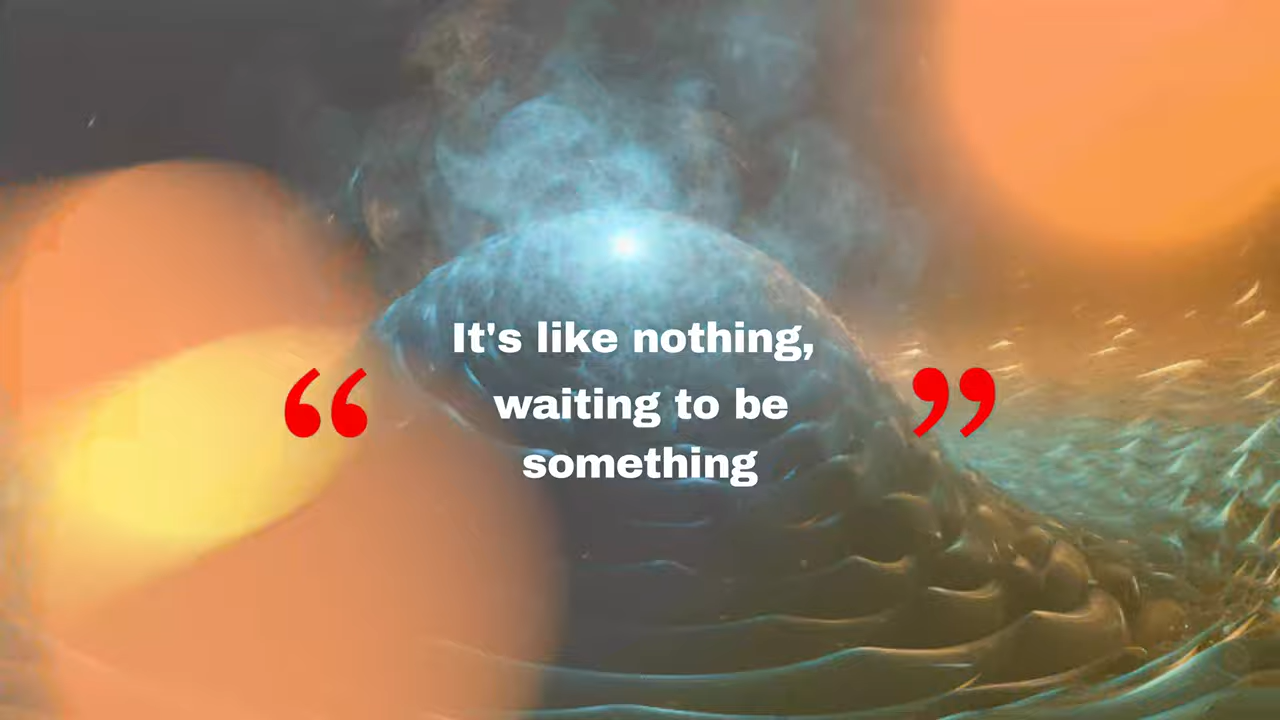 “ It's like nothing,
waiting to be
something ”